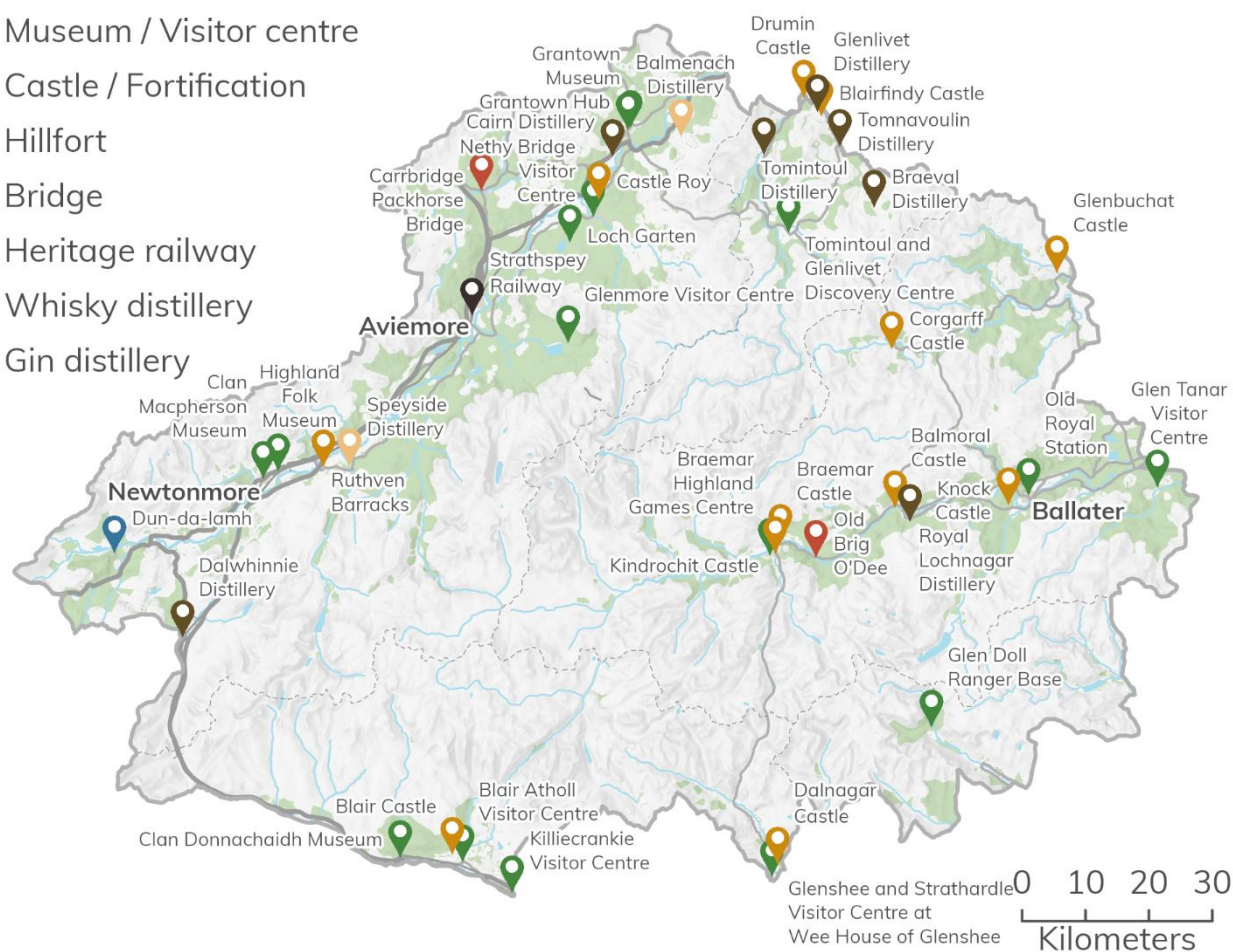 Museum / Visitor centre
Castle / Fortification
Hillfort
Bridge
Heritage railway
Whisky distillery
Gin distillery
Drumin
Castle
Glenlivet
Distillery
Blairfindy Castle
Tomnavoulin
Distillery
Grantown
Museum
Balmenach
Distillery
Grantown Hub
Cairn Distillery
Nethy Bridge
Visitor
Centre
Castle Roy
Carrbridge
Packhorse
Bridge
Tomintoul
Distillery
Braeval
Distillery
Loch Garten
Tomintoul and
Glenlivet
Discovery Centre
Glenbuchat
Castle
Strathspey
Railway
Glenmore Visitor Centre
Aviemore
Corgarff
Castle
Clan
Macpherson
Museum
Highland
Folk
Museum
Speyside
Distillery
Ruthven
Barracks
Newtonmore
Dun-da-lamh
Dalwhinnie
Distillery
Braemar
Highland
Games Centre
Braemar
Castle
Balmoral
Castle
Old
Royal
Station
Glen Tanar
Visitor
Centre
Knock
Castle
Ballater
Old
Brig
O'Dee
Royal
Lochnagar
Distillery
Kindrochit Castle
Glen Doll
Ranger Base
Blair Castle
Blair Atholl
Visitor Centre
Clan Donnachaidh Museum
Killiecrankie
Visitor Centre
Dalnagar
Castle
Glenshee and Strathardle
Visitor Centre at
Wee House of Glenshee
0 10 20 30
Kilometers